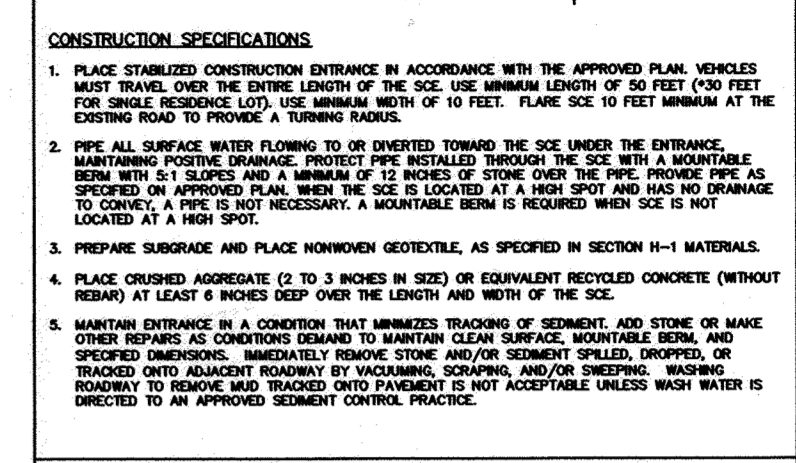 CONSTRUCTION SPECIFICATIONS
1. PLACE STABILIZED CONSTRUCTION ENTRANCE IN ACCORDANCE WITH THE APPROVED PLAN. VEHICLES
MUST TRAVEL OVER THE ENTIRE LENGTH OF THE SCE. USE MINIMUM LENGTH OF 50 FEET (*30 FEET
FOR SINGLE RESIDENCE LOT). USE MINIMUM WIDTH OF 10 FEET. FLARE SCE 10 FEET MINIMUM AT THE
EXISTING ROAD TO PROVIDE A TURNING RADIUS.
2. PIPE ALL SURFACE WATER FLOWING TO OR DIVERTED TOWARD THE SCE UNDER THE ENTRANCE,
MAINTAINING POSITIVE DRAINAGE. PROTECT PIPE INSTALLED THROUGH THE SCE WITH A MOUNTABLE
BERM WITH 5:1 SLOPES AND A MINIMUM OF 12 INCHES OF STONE OVER THE PIPE. PROVIDE PIPE AS
SPECIFIED ON APPROVED PLAN. WHEN THE SCE IS LOCATED AT A HIGH SPOT AND HAS NO DRAINAGE
TO CONVEY, A PIPE IS NOT NECESSARY. A MOUNTABLE BERM IS REQUIRED WHEN SCE IS NOT
LOCATED AT A HIGH SPOT.
3. PREPARE SUBGRADE AND PLACE NONWOVEN GEOTEXTILE, AS SPECIFIED IN SECTION H-1 MATERIALS.
4. PLACE CRUSHED AGGREGATE (2 TO 3 INCHES IN SIZE) OR EQUIVALENT RECYCLED CONCRETE (WITHOUT
REBAR) AT LEAST 6 INCHES DEEP OVER THE LENGTH AND WIDTH OF THE SCE.
5. MAINTAIN ENTRANCE IN A CONDITION THAT MINIMIZES TRACKING OF SEDIMENT. ADD STONE OR MAKE
OTHER REPAIRS AS CONDITIONS DEMAND TO MAINTAIN CLEAN SURFACE, MOUNTABLE BERM, AND
SPECIFIED DIMENSIONS. IMMEDIATELY REMOVE STONE AND/OR SEDIMENT SPILLED, DROPPED, OR
TRACKED ONTO ADJACENT ROADWAY BY VACUUMING, SCRAPING, AND/OR SWEEPING. WASHING
ROADWAY TO REMOVE MUD TRACKED ONTO PAVEMENT IS NOT ACCEPTABLE UNLESS WASH WATER IS
DIRECTED TO AN APPROVED SEDIMENT CONTROL PRACTICE.